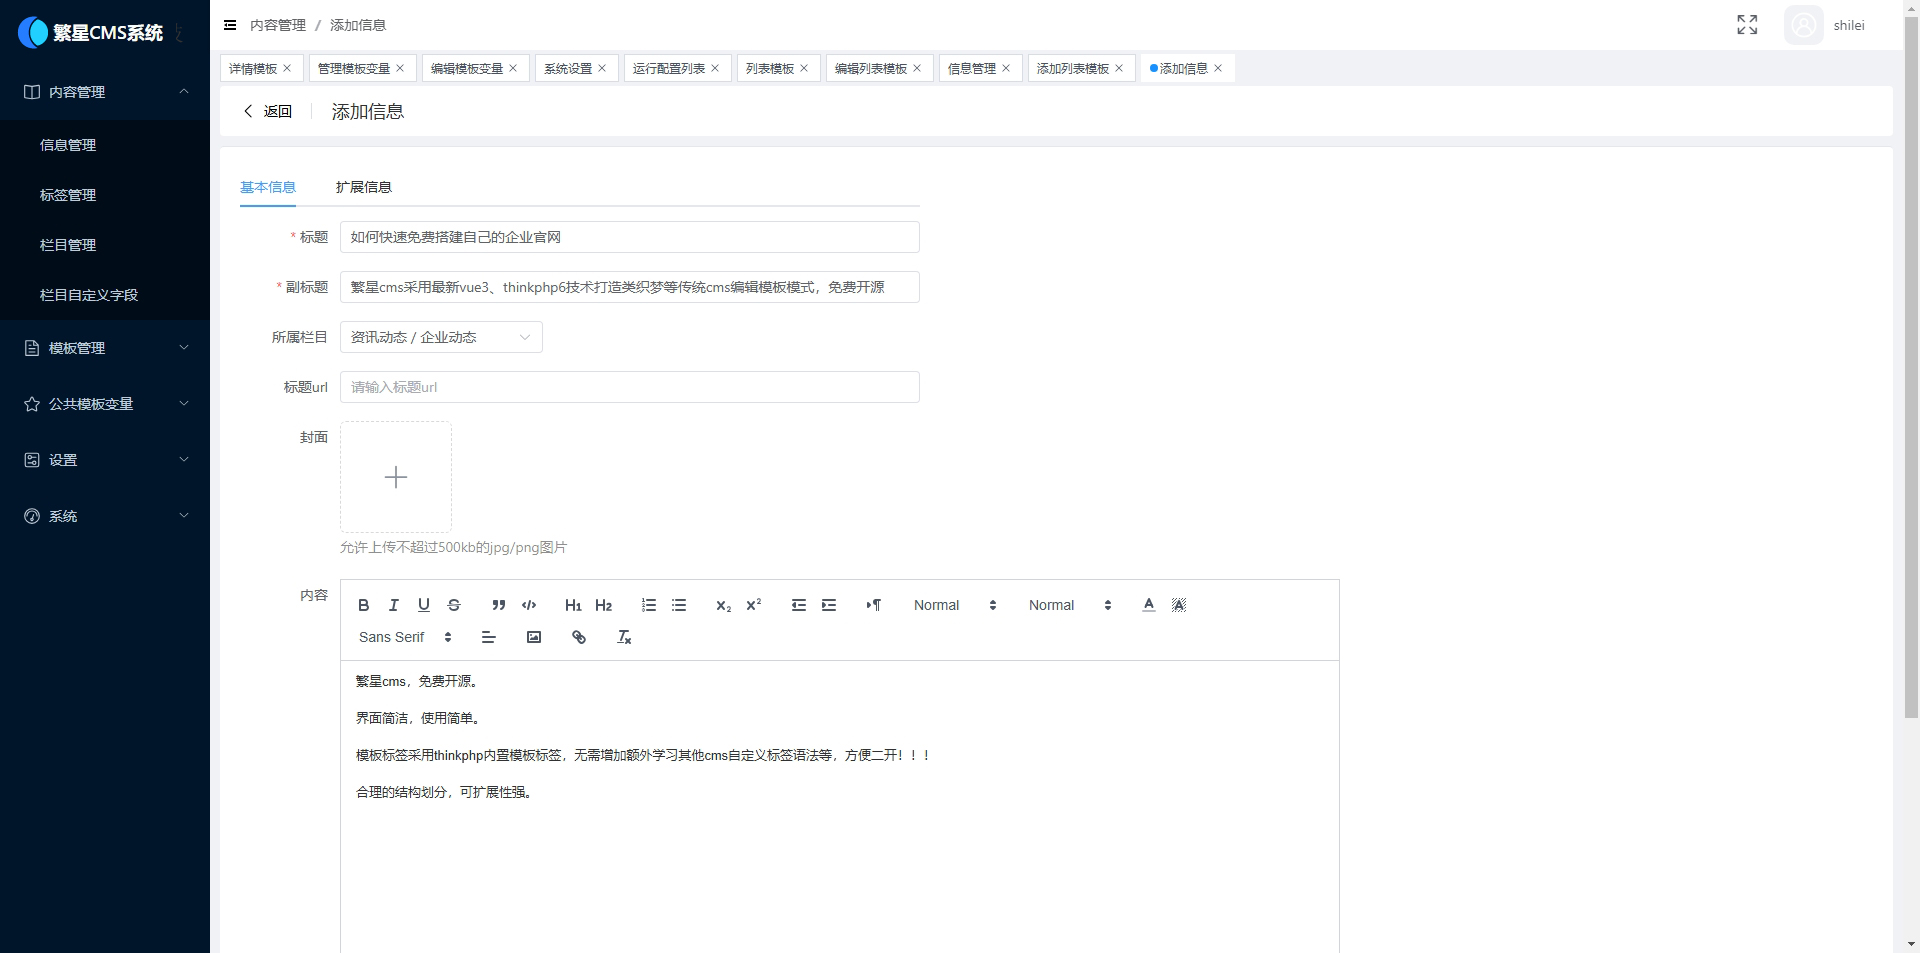 繁星CMS系统
内容管理
信息管理
标签管理
栏目管理
栏目自定义字段
模板管理
公共模板变量
设置
系统
内容管理 / 添加信息
shilei
详情模板 管理模板变量 编辑模板变量 系统设置 运行配置列表 列表模板 编辑列表模板 信息管理 添加列表模板 添加信息
返回 添加信息
基本信息 扩展信息
* 标题 如何快速免费搭建自己的企业官网
* 副标题 繁星cms采用最新vue3、thinkphp6技术打造类织梦等传统cms编辑模板模式，免费开源
所属栏目 资讯动态 / 企业动态
标题url 请输入标题url
封面
允许上传不超过500kb的jpg/png图片
内容
B I U S H1 H2 X2 X2 Normal Normal A A
Sans Serif Tx
繁星cms，免费开源。
界面简洁，使用简单。
模板标签采用thinkphp内置模板标签，无需增加额外学习其他cms自定义标签语法等，方便二开！！！
合理的结构划分，可扩展性强。